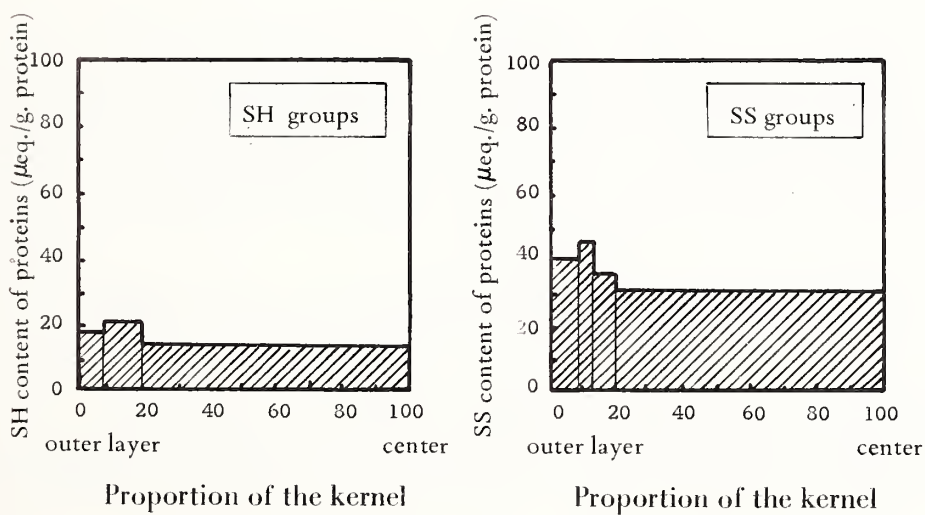 SH content of proteins (μeq./g. protein)
100
80
60
40
20
0
SH groups
0 20 40 60 80 100
outer layer center
Proportion of the kernel
SS content of proteins (μeq./g. protein)
100
80
60
40
20
0
SS groups
0 20 40 60 80 100
outer layer center
Proportion of the kernel